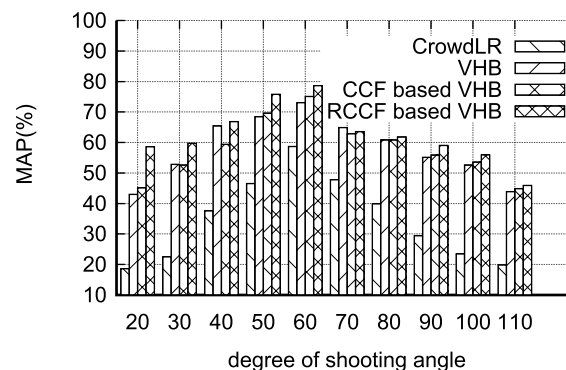 100
90
80
70
60
50
40
30
20
10
MAP(%)
CrowdLR
VHB
CCF based VHB
RCCF based VHB
20 30 40 50 60 70 80 90 100 110
degree of shooting angle